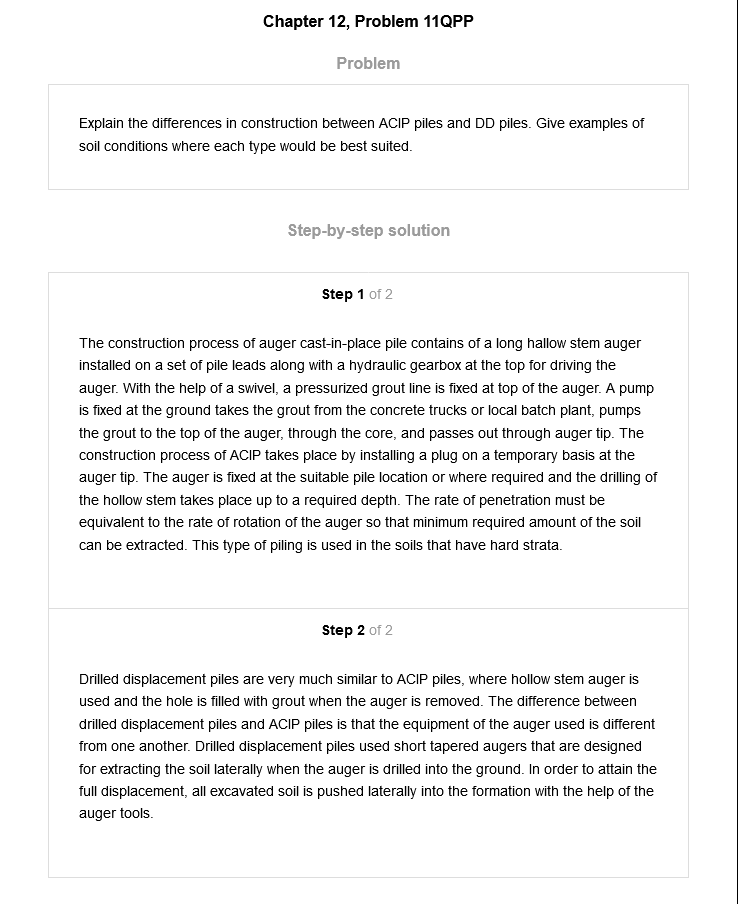 Chapter 12, Problem 11QPP
Problem
Explain the differences in construction between ACIP piles and DD piles. Give examples of
soil conditions where each type would be best suited.
Step-by-step solution
Step 1 of 2
The construction process of auger cast-in-place pile contains of a long hallow stem auger
installed on a set of pile leads along with a hydraulic gearbox at the top for driving the
auger. With the help of a swivel, a pressurized grout line is fixed at top of the auger. A pump
is fixed at the ground takes the grout from the concrete trucks or local batch plant, pumps
the grout to the top of the auger, through the core, and passes out through auger tip. The
construction process of ACIP takes place by installing a plug on a temporary basis at the
auger tip. The auger is fixed at the suitable pile location or where required and the drilling of
the hollow stem takes place up to a required depth. The rate of penetration must be
equivalent to the rate of rotation of the auger so that minimum required amount of the soil
can be extracted. This type of piling is used in the soils that have hard strata.
Step 2 of 2
Drilled displacement piles are very much similar to ACIP piles, where hollow stem auger is
used and the hole is filled with grout when the auger is removed. The difference between
drilled displacement piles and ACIP piles is that the equipment of the auger used is different
from one another. Drilled displacement piles used short tapered augers that are designed
for extracting the soil laterally when the auger is drilled into the ground. In order to attain the
full displacement, all excavated soil is pushed laterally into the formation with the help of the
auger tools.